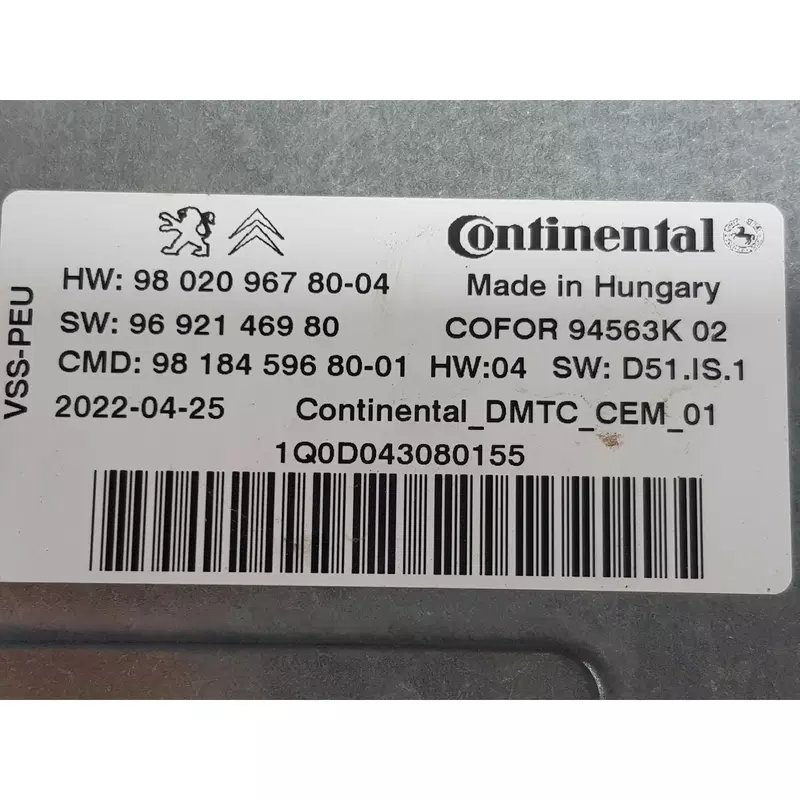 Continental
HW: 98 020 967 80-04 Made in Hungary
SW: 96 921 469 80 COFOR 94563K 02
CMD: 98 184 596 80-01 HW:04 SW: D51.IS.1
2022-04-25 Continental_DMTC_CEM_01
1Q0D043080155
VSS-PEU